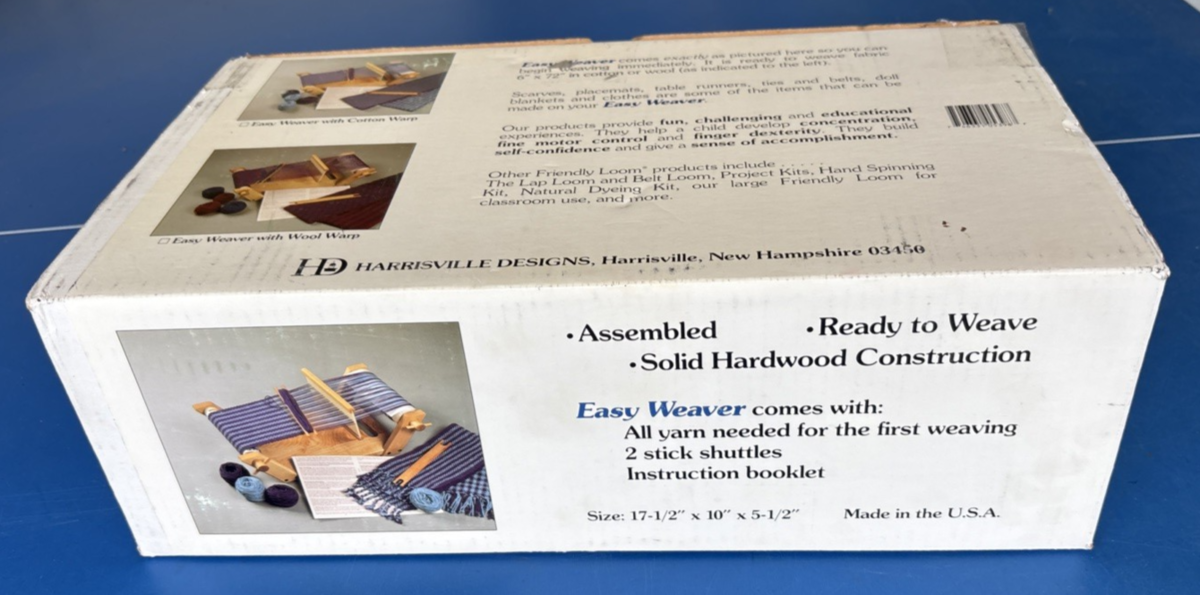 Easy Weaver comes exactly as pictured here so you can
begin weaving immediately. It is ready to weave fabric
6" x 72" in cotton or wool (as indicated to the left).
Scarves, placemats, table runners, ties and belts, doll
blankets and clothes are some of the items that can be
made on your Easy Weaver.
Our products provide fun, challenging and educational
experiences. They help a child develop concentration,
fine motor control and finger dexterity. They build
self-confidence and give a sense of accomplishment.
Other Friendly Loom products include . . . . .
The Lap Loom and Belt Loom, Project Kits, Hand Spinning
Kit, Natural Dyeing Kit, our large Friendly Loom for
classroom use, and more.
☐ Easy Weaver with Cotton Warp
☐ Easy Weaver with Wool Warp
HD HARRISVILLE DESIGNS, Harrisville, New Hampshire 03450
• Assembled • Ready to Weave
• Solid Hardwood Construction
Easy Weaver comes with:
All yarn needed for the first weaving
2 stick shuttles
Instruction booklet
Size: 17-1/2" x 10" x 5-1/2" Made in the U.S.A.